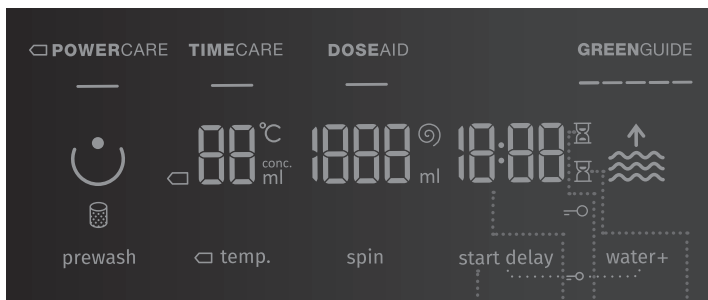 POWERCARE TIMECARE DOSEAID GREENGUIDE
88 °C 1888 18:88
conc.
ml ml
prewash temp. spin start delay water+